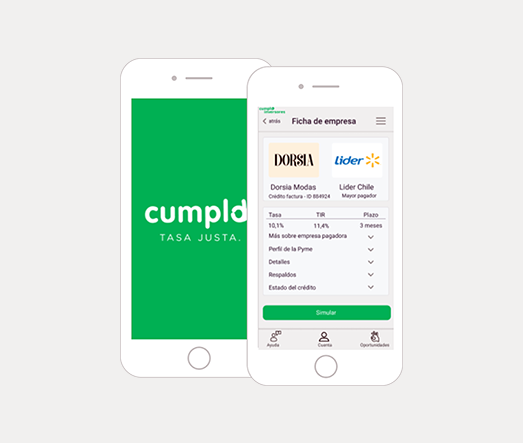 cumplo
TASA JUSTA.
cumplo
inversiones
atrás
Ficha de empresa
DORSIA
Lider
Dorsia Modas
Lider Chile
Crédito factura - ID 884924
Mayor pagador
Tasa TIR Plazo
10,1% 11,4% 3 meses
Más sobre empresa pagadora
Perfil de la Pyme
Detalles
Respaldos
Estado del crédito
Simular
Ayuda
Cuenta
Oportunidades